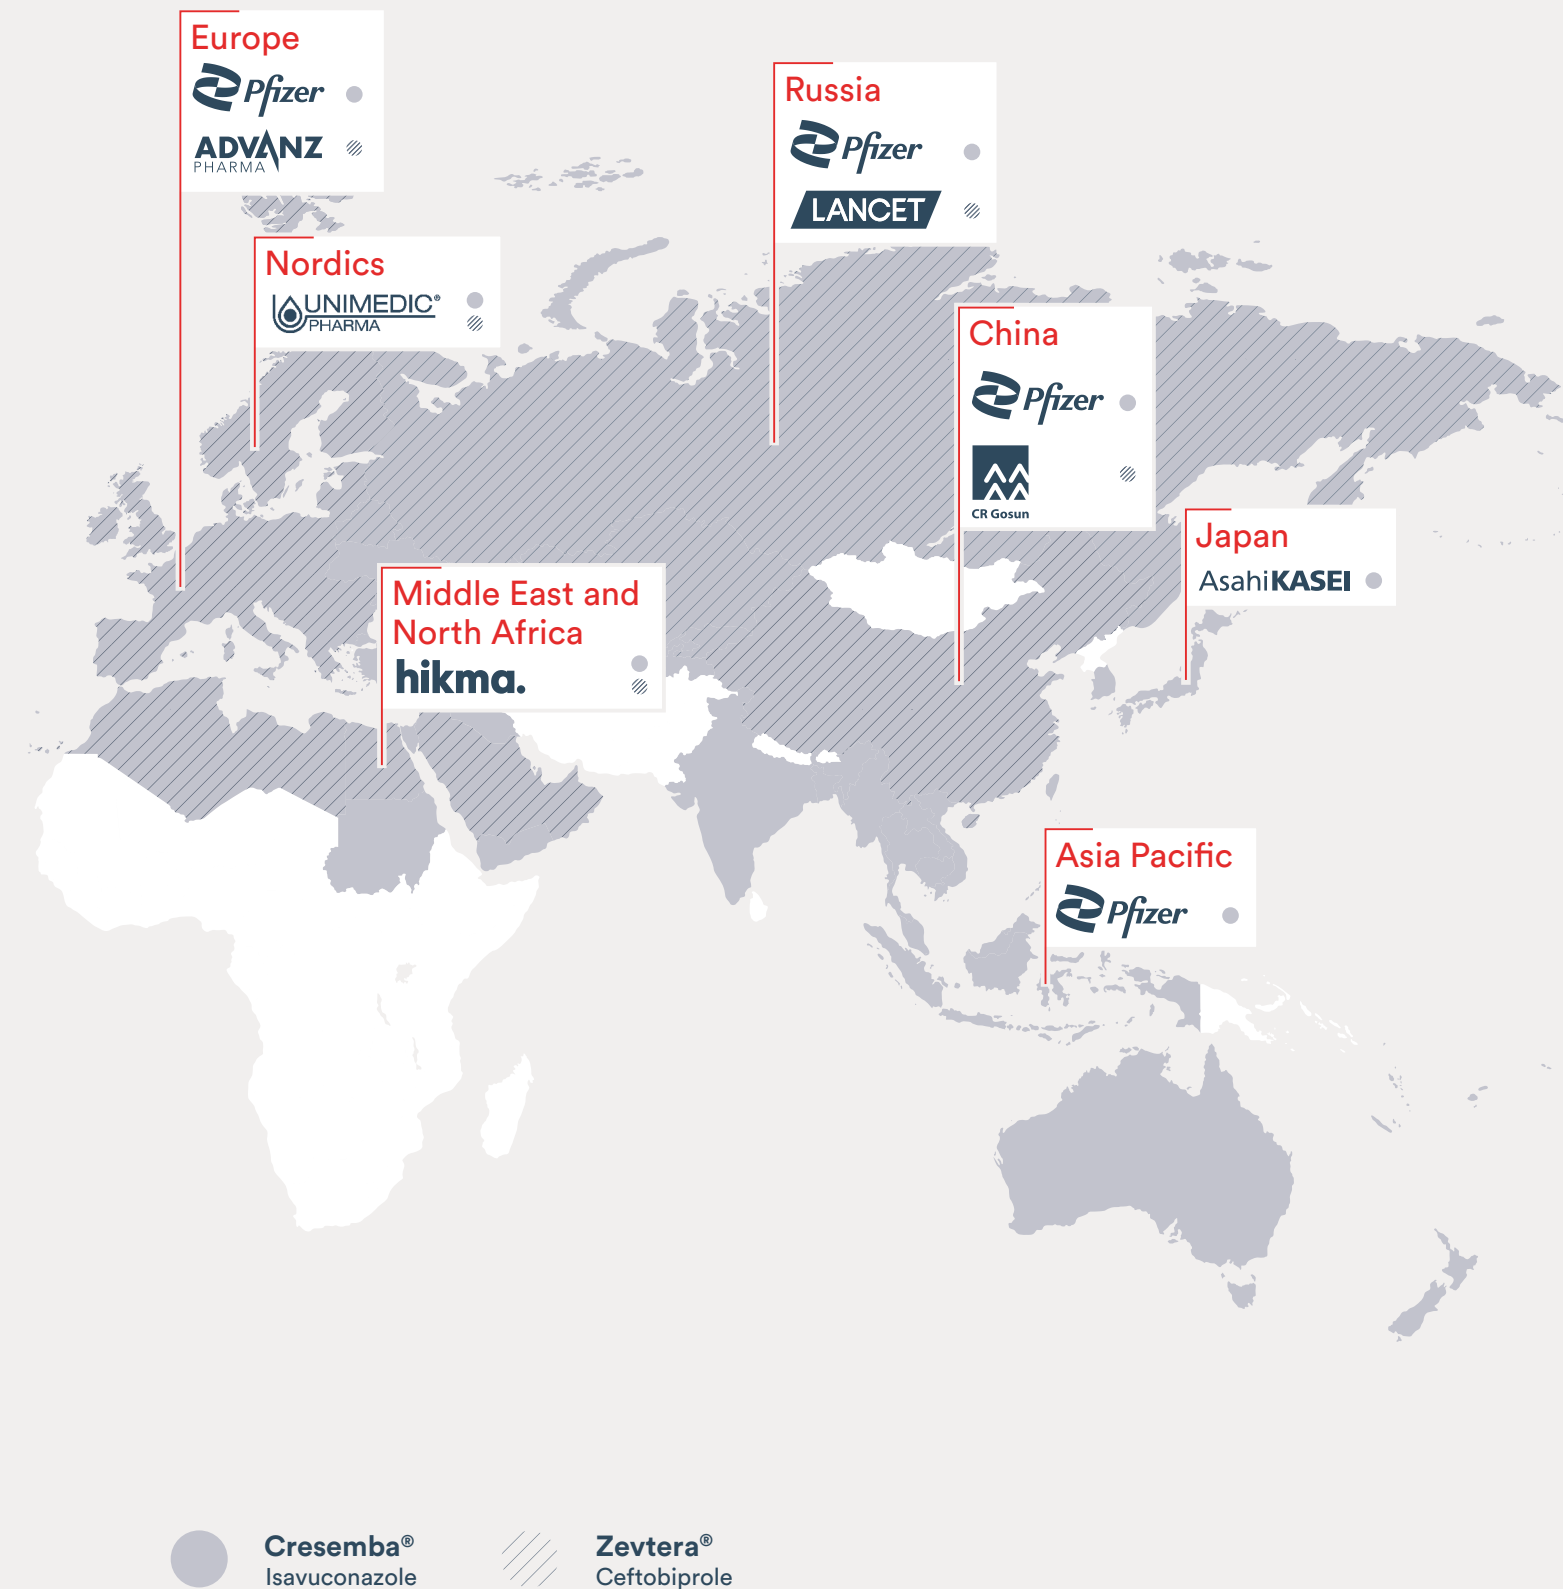 Europe
Pfizer
ADVANZ
PHARMA
Russia
Pfizer
LANCET
Nordics
UNIMEDIC®
PHARMA
China
Pfizer
CR Gosun
Japan
AsahiKASEI
Middle East and
North Africa
hikma.
Asia Pacific
Pfizer
Cresemba®
Isavuconazole
Zevtera®
Ceftobiprole